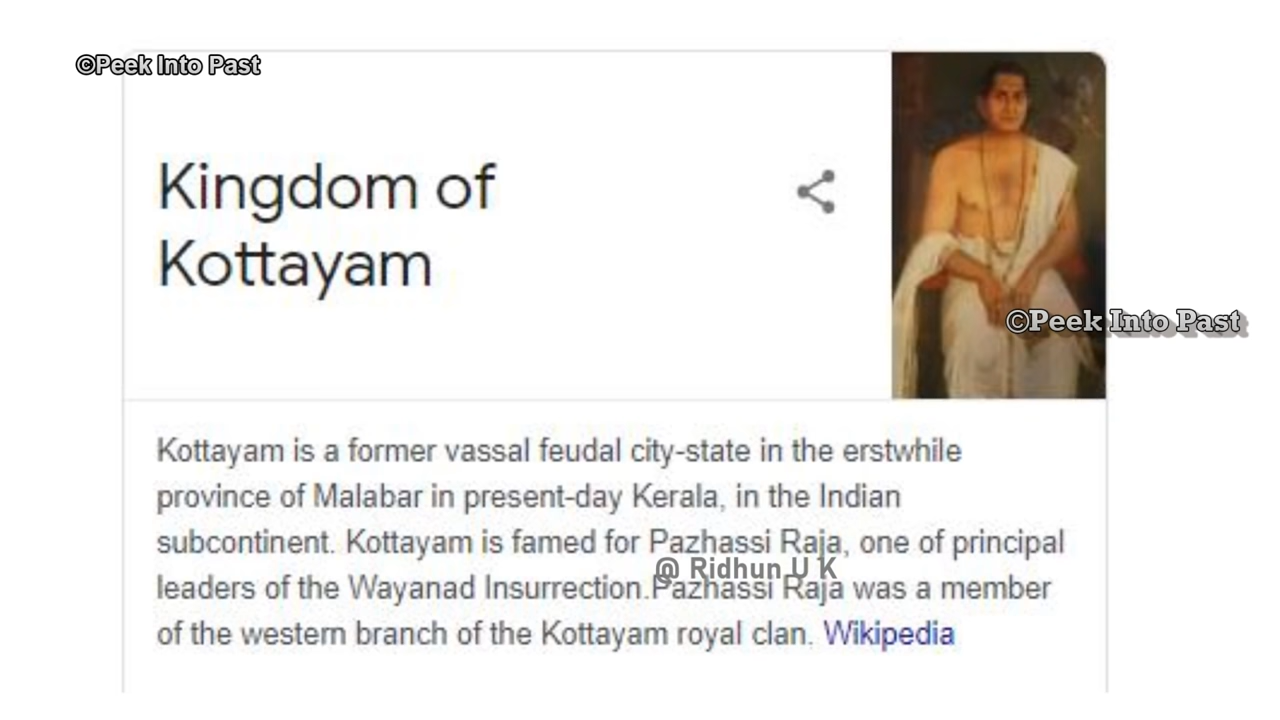 ©Peek Into Past
Kingdom of
Kottayam
©Peek Into Past
Kottayam is a former vassal feudal city-state in the erstwhile
province of Malabar in present-day Kerala, in the Indian
subcontinent. Kottayam is famed for Pazhassi Raja, one of principal
@ Ridhun U K
leaders of the Wayanad Insurrection.Pazhassi Raja was a member
of the western branch of the Kottayam royal clan. Wikipedia